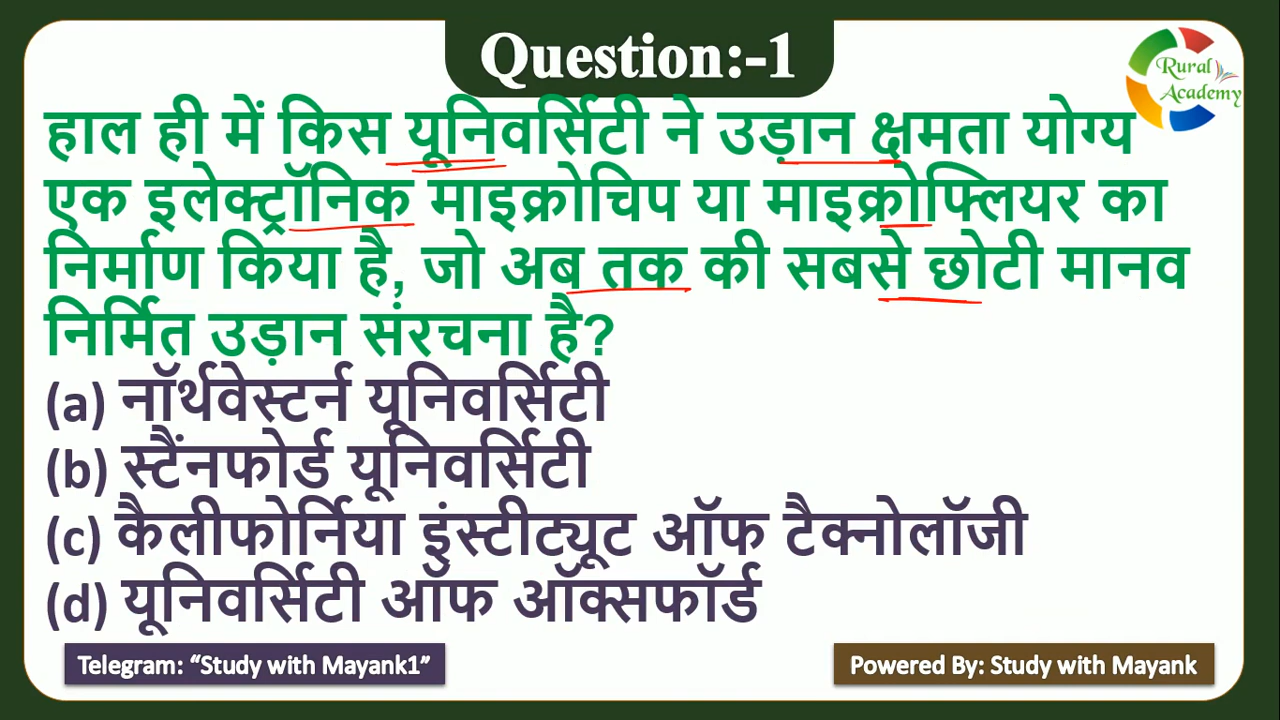 Question:-1
Rural
Academy
हाल ही में किस यूनिवर्सिटी ने उड़ान क्षमता योग्य
एक इलेक्ट्रॉनिक माइक्रोचिप या माइक्रोफ्लियर का
निर्माण किया है, जो अब तक की सबसे छोटी मानव
निर्मित उड़ान संरचना है?
(a) नॉर्थवेस्टर्न यूनिवर्सिटी
(b) स्टैंनफोर्ड यूनिवर्सिटी
(c) कैलीफोर्निया इंस्टीट्यूट ऑफ टैक्नोलॉजी
(d) यूनिवर्सिटी ऑफ ऑक्सफॉर्ड
Telegram: “Study with Mayank1”
Powered By: Study with Mayank